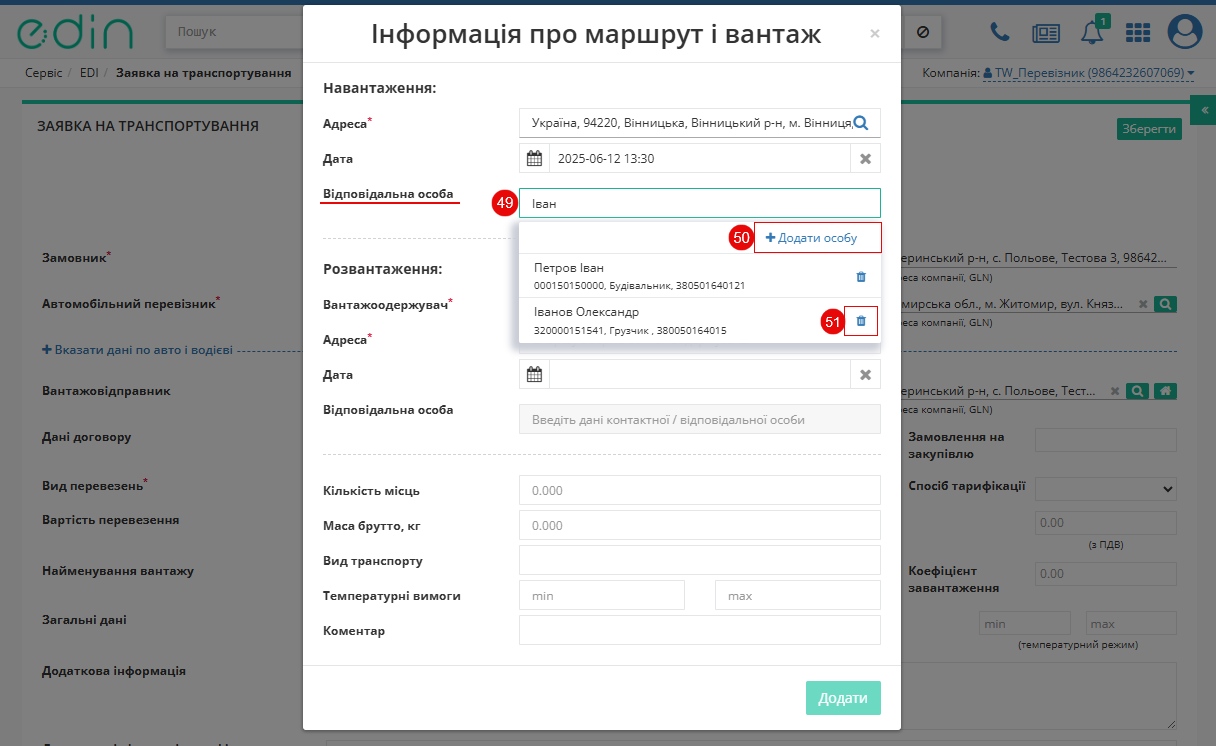 edin
Пошук
1
Сервіс / EDI / Заявка на транспортування
Компанія: TW_Перевізник (9864232607069)
«
ЗАЯВКА НА ТРАНСПОРТУВАННЯ
Зберегти
Інформація про маршрут і вантаж
×
Навантаження:
Адреса*
Україна, 94220, Вінницька, Вінницький р-н, м. Вінниця,
Дата
2025-06-12 13:30
Відповідальна особа
49
Іван
50
+ Додати особу
Петров Іван
000150150000, Будівальник, 380501640121
Іванов Олександр
320000151541, Грузчик , 380050164015
51
Розвантаження:
Вантажоодержувач*
Адреса*
Дата
Відповідальна особа
Введіть дані контактної / відповідальної особи
Кількість місць
0.000
Маса брутто, кг
0.000
Вид транспорту
Температурні вимоги
min
max
Коментар
Додати
Замовник*
еринський р-н, с. Польове, Тестова 3, 98642...
реса компанії, GLN)
Автомобільний перевізник*
мирська обл., м. Житомир, вул. Княз...
реса компанії, GLN)
+ Вказати дані по авто і водієві
Вантажовідправник
еринський р-н, с. Польове, Тест...
реса компанії, GLN)
Дані договору
Замовлення на
закупівлю
Вид перевезень*
Спосіб тарифікації
Вартість перевезення
0.00
(з ПДВ)
Найменування вантажу
Коефіцієнт
завантаження
0.00
Загальні дані
min
max
(температурний режим)
Додаткова інформація